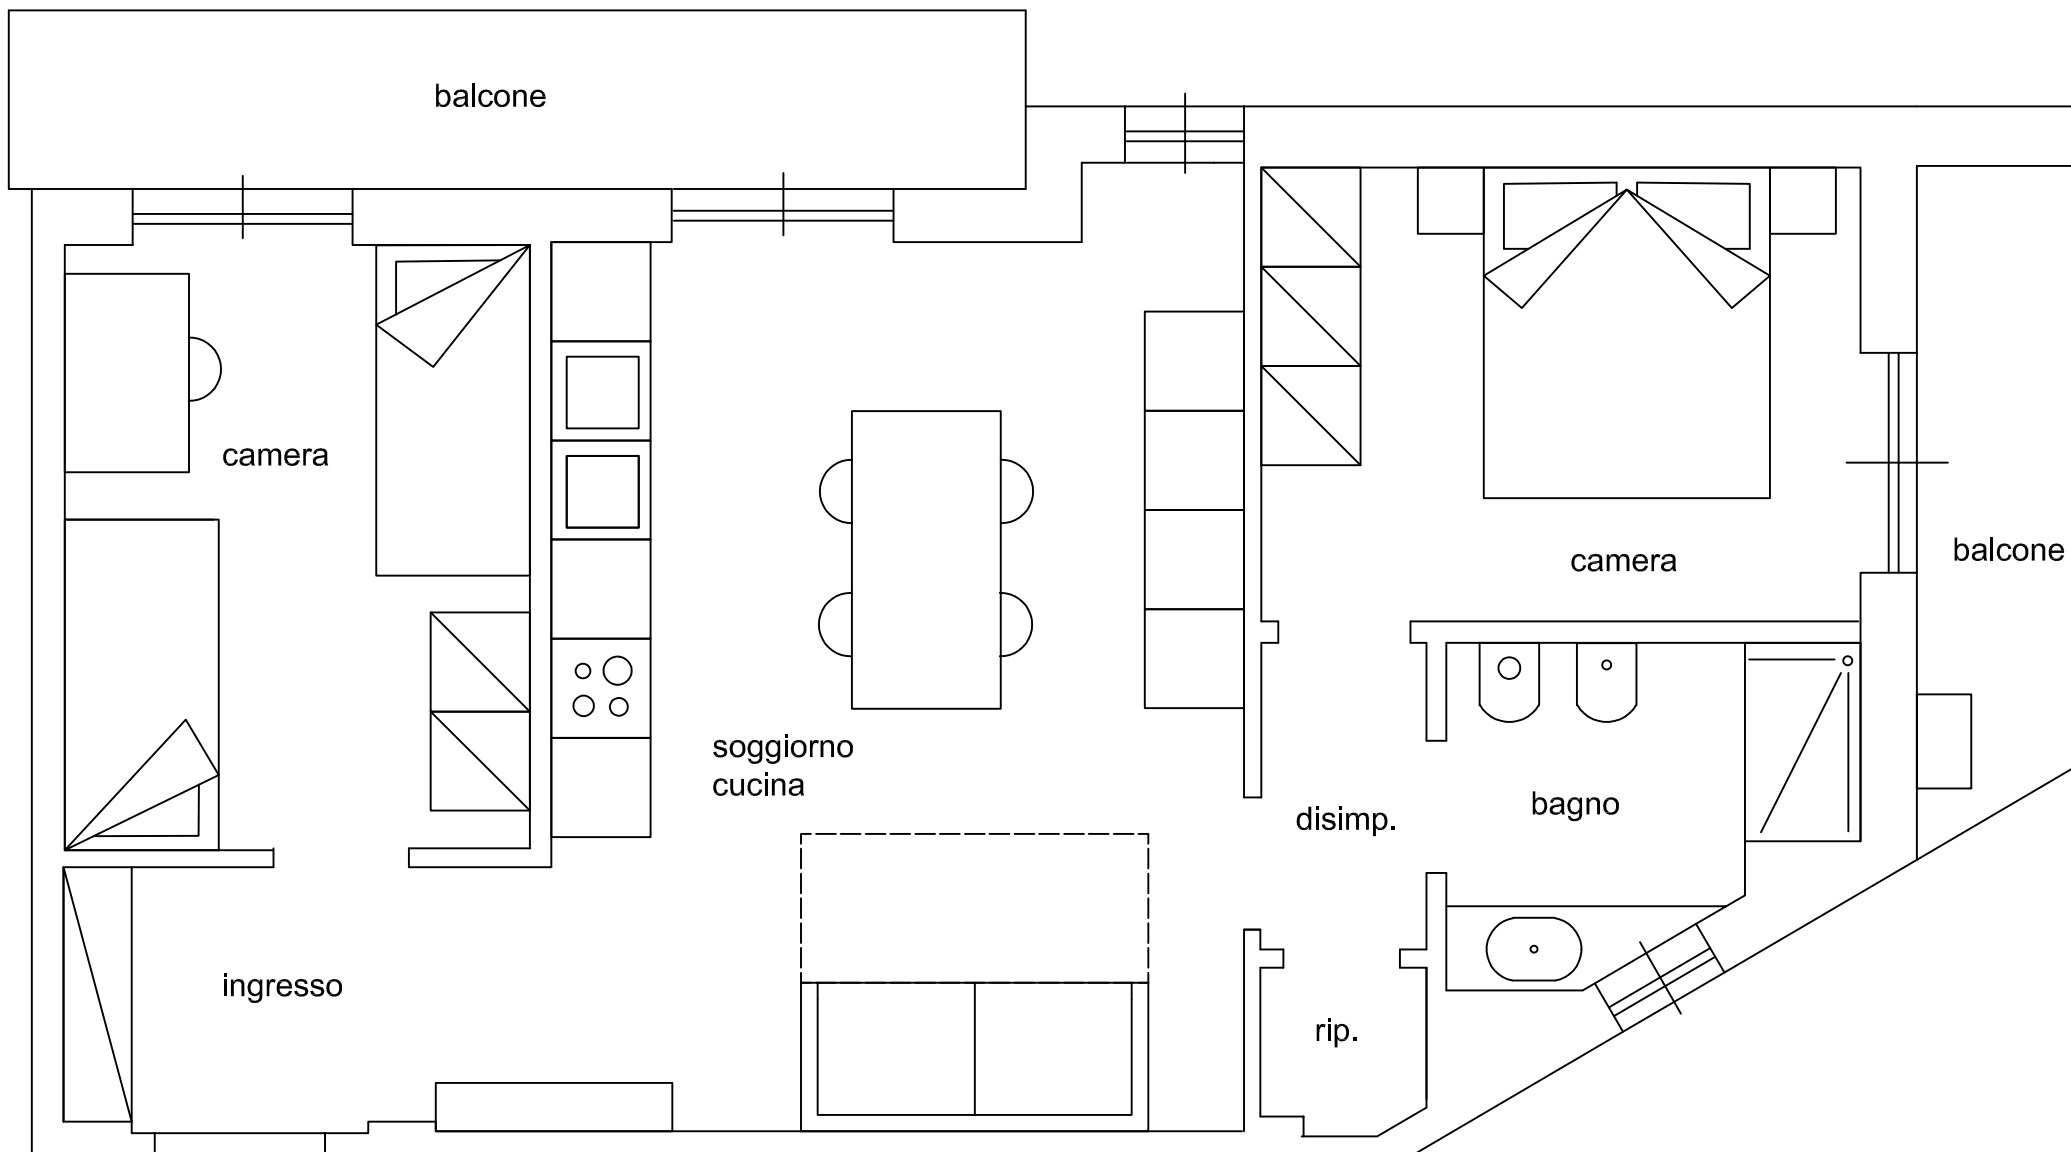 balcone
camera
camera
balcone
soggiorno
cucina
disimp.
bagno
ingresso
rip.